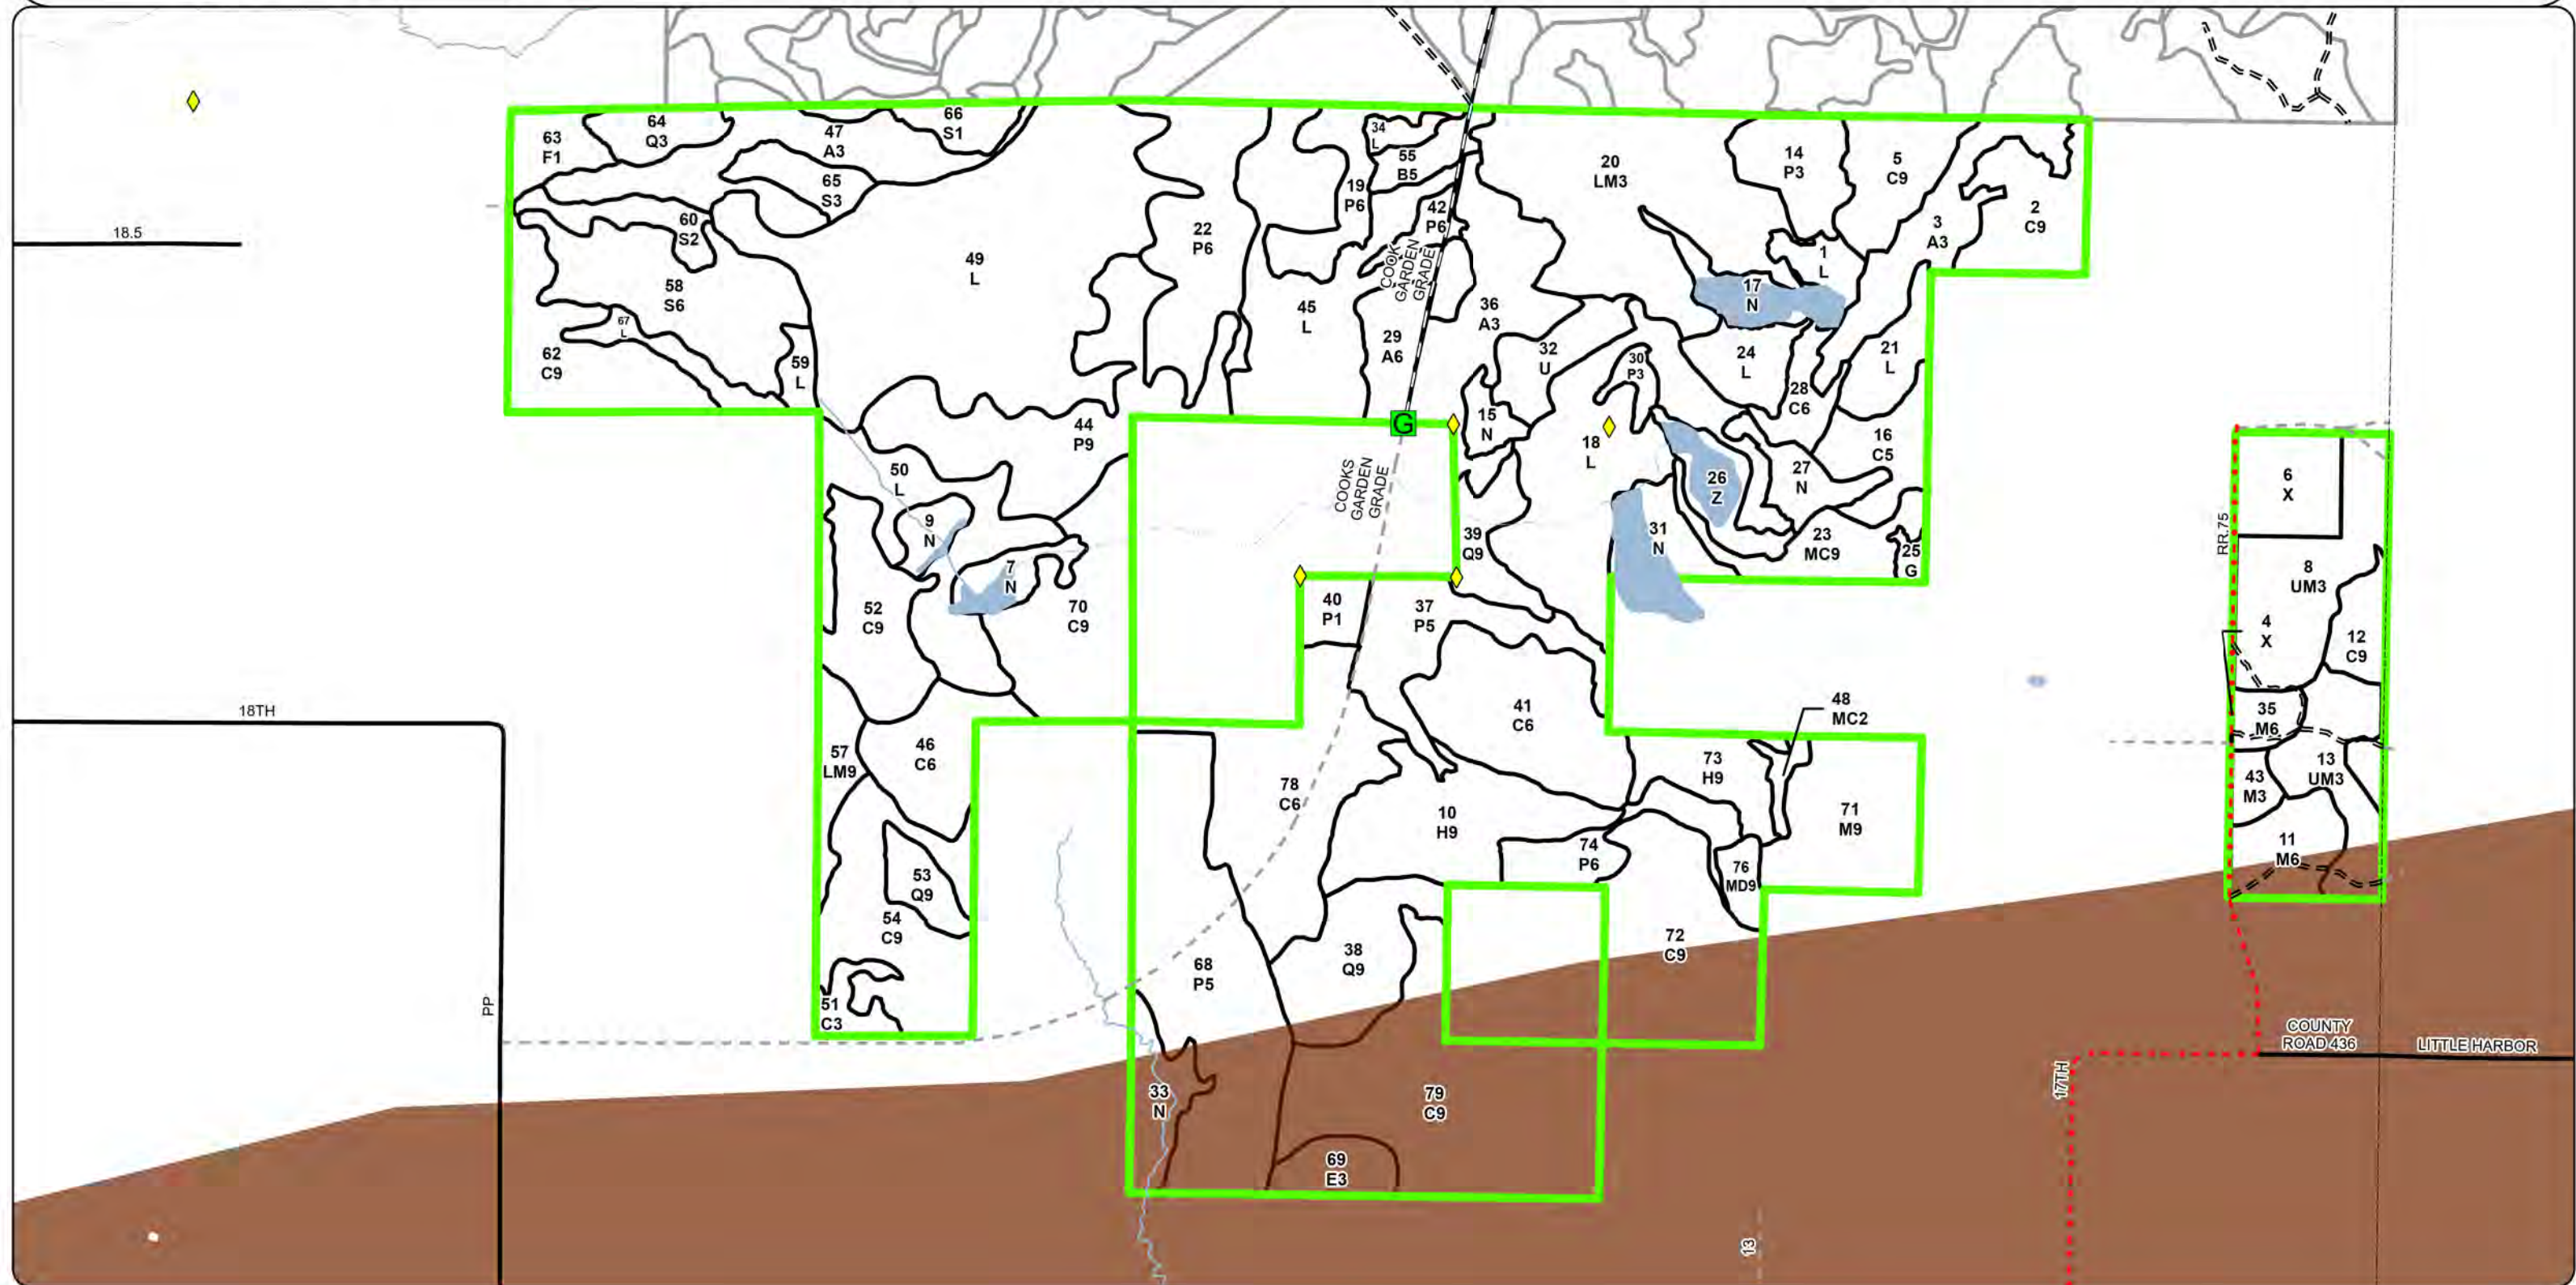 66
S1
64
Q3
47
A3
63
F1
34
L
55
B5
65
S3
19
P6
20
LM3
14
P3
5
C9
60
S2
42
P6
22
P6
3
A3
2
C9
18.5
49
L
1
L
COOK
GARDEN
GRADE
58
S6
17
N
45
L
36
A3
67
L
29
A6
62
C9
59
L
32
U
30
P3
24
L
21
L
28
C6
G
44
P9
15
N
18
L
16
C5
50
L
COOKS
GARDEN
GRADE
26
Z
27
N
6
X
9
N
39
Q9
31
N
23
MC9
25
G
RR.75
7
N
8
UM3
52
C9
70
C9
40
P1
37
P5
4
X
12
C9
18TH
41
C6
48
MC2
35
M6
57
LM9
46
C6
78
C6
73
H9
13
UM3
43
M3
10
H9
71
M9
74
P6
76
MD9
11
M6
53
Q9
54
C9
38
Q9
72
C9
68
P5
PP
51
C3
COUNTY
ROAD 436
LITTLE HARBOR
33
N
79
C9
17TH
69
E3
13